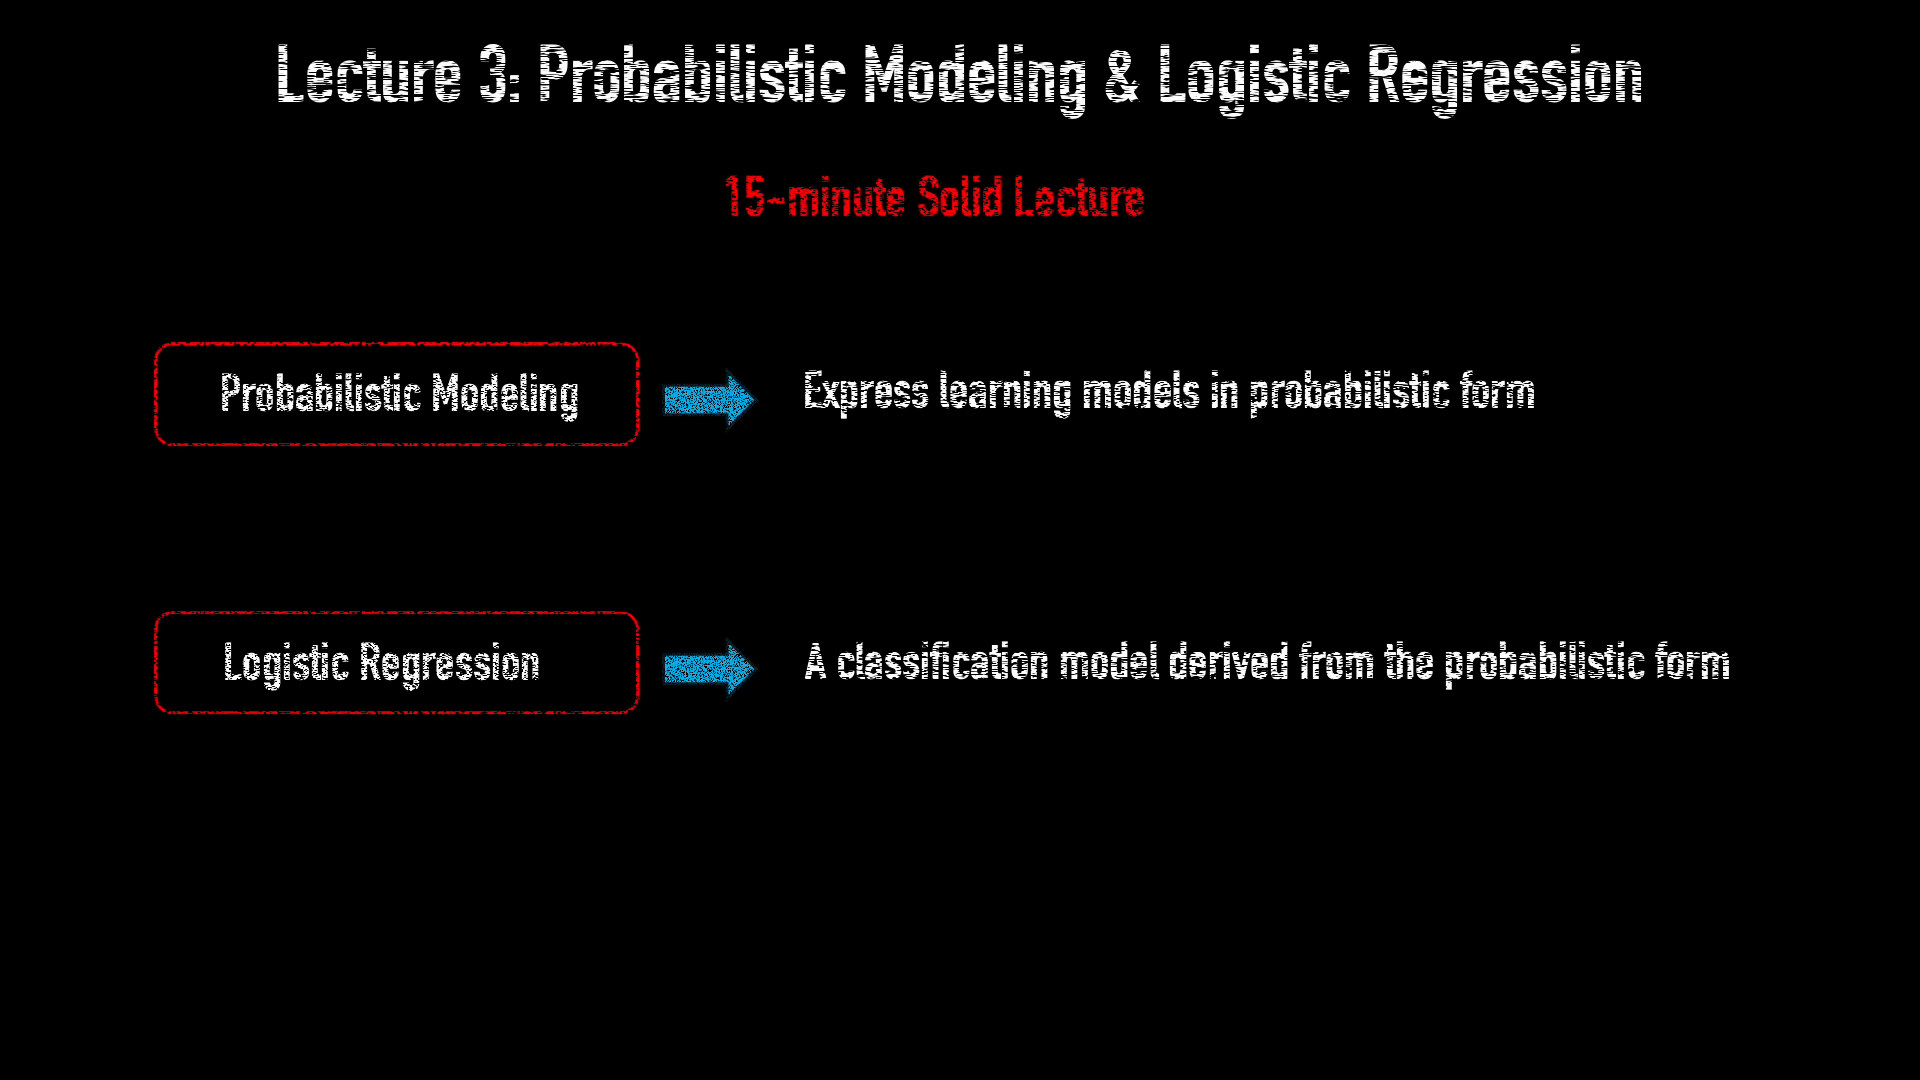 Lecture 3: Probabilistic Modeling & Logistic Regression
15-minute Solid Lecture
Probabilistic Modeling
Express learning models in probabilistic form
Logistic Regression
A classification model derived from the probabilistic form